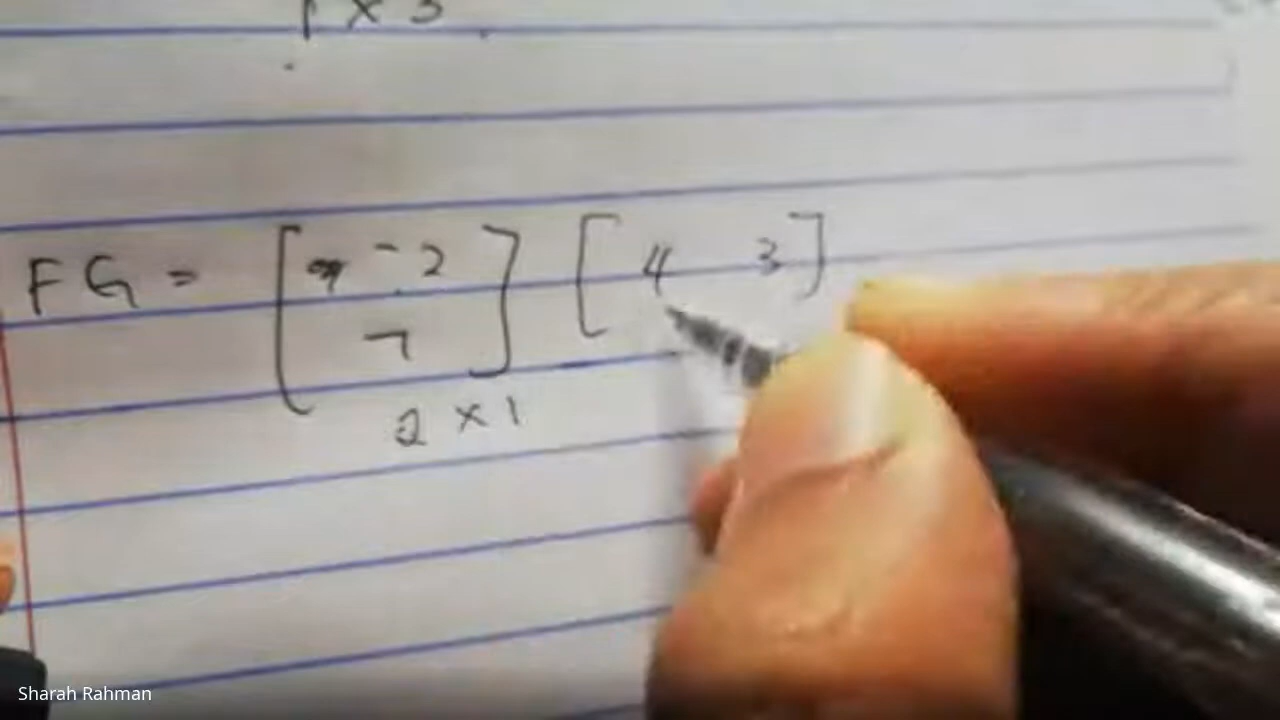 1 × 3
FG = [ -2 ] [ 4 3 ]
7
2 × 1
Sharah Rahman